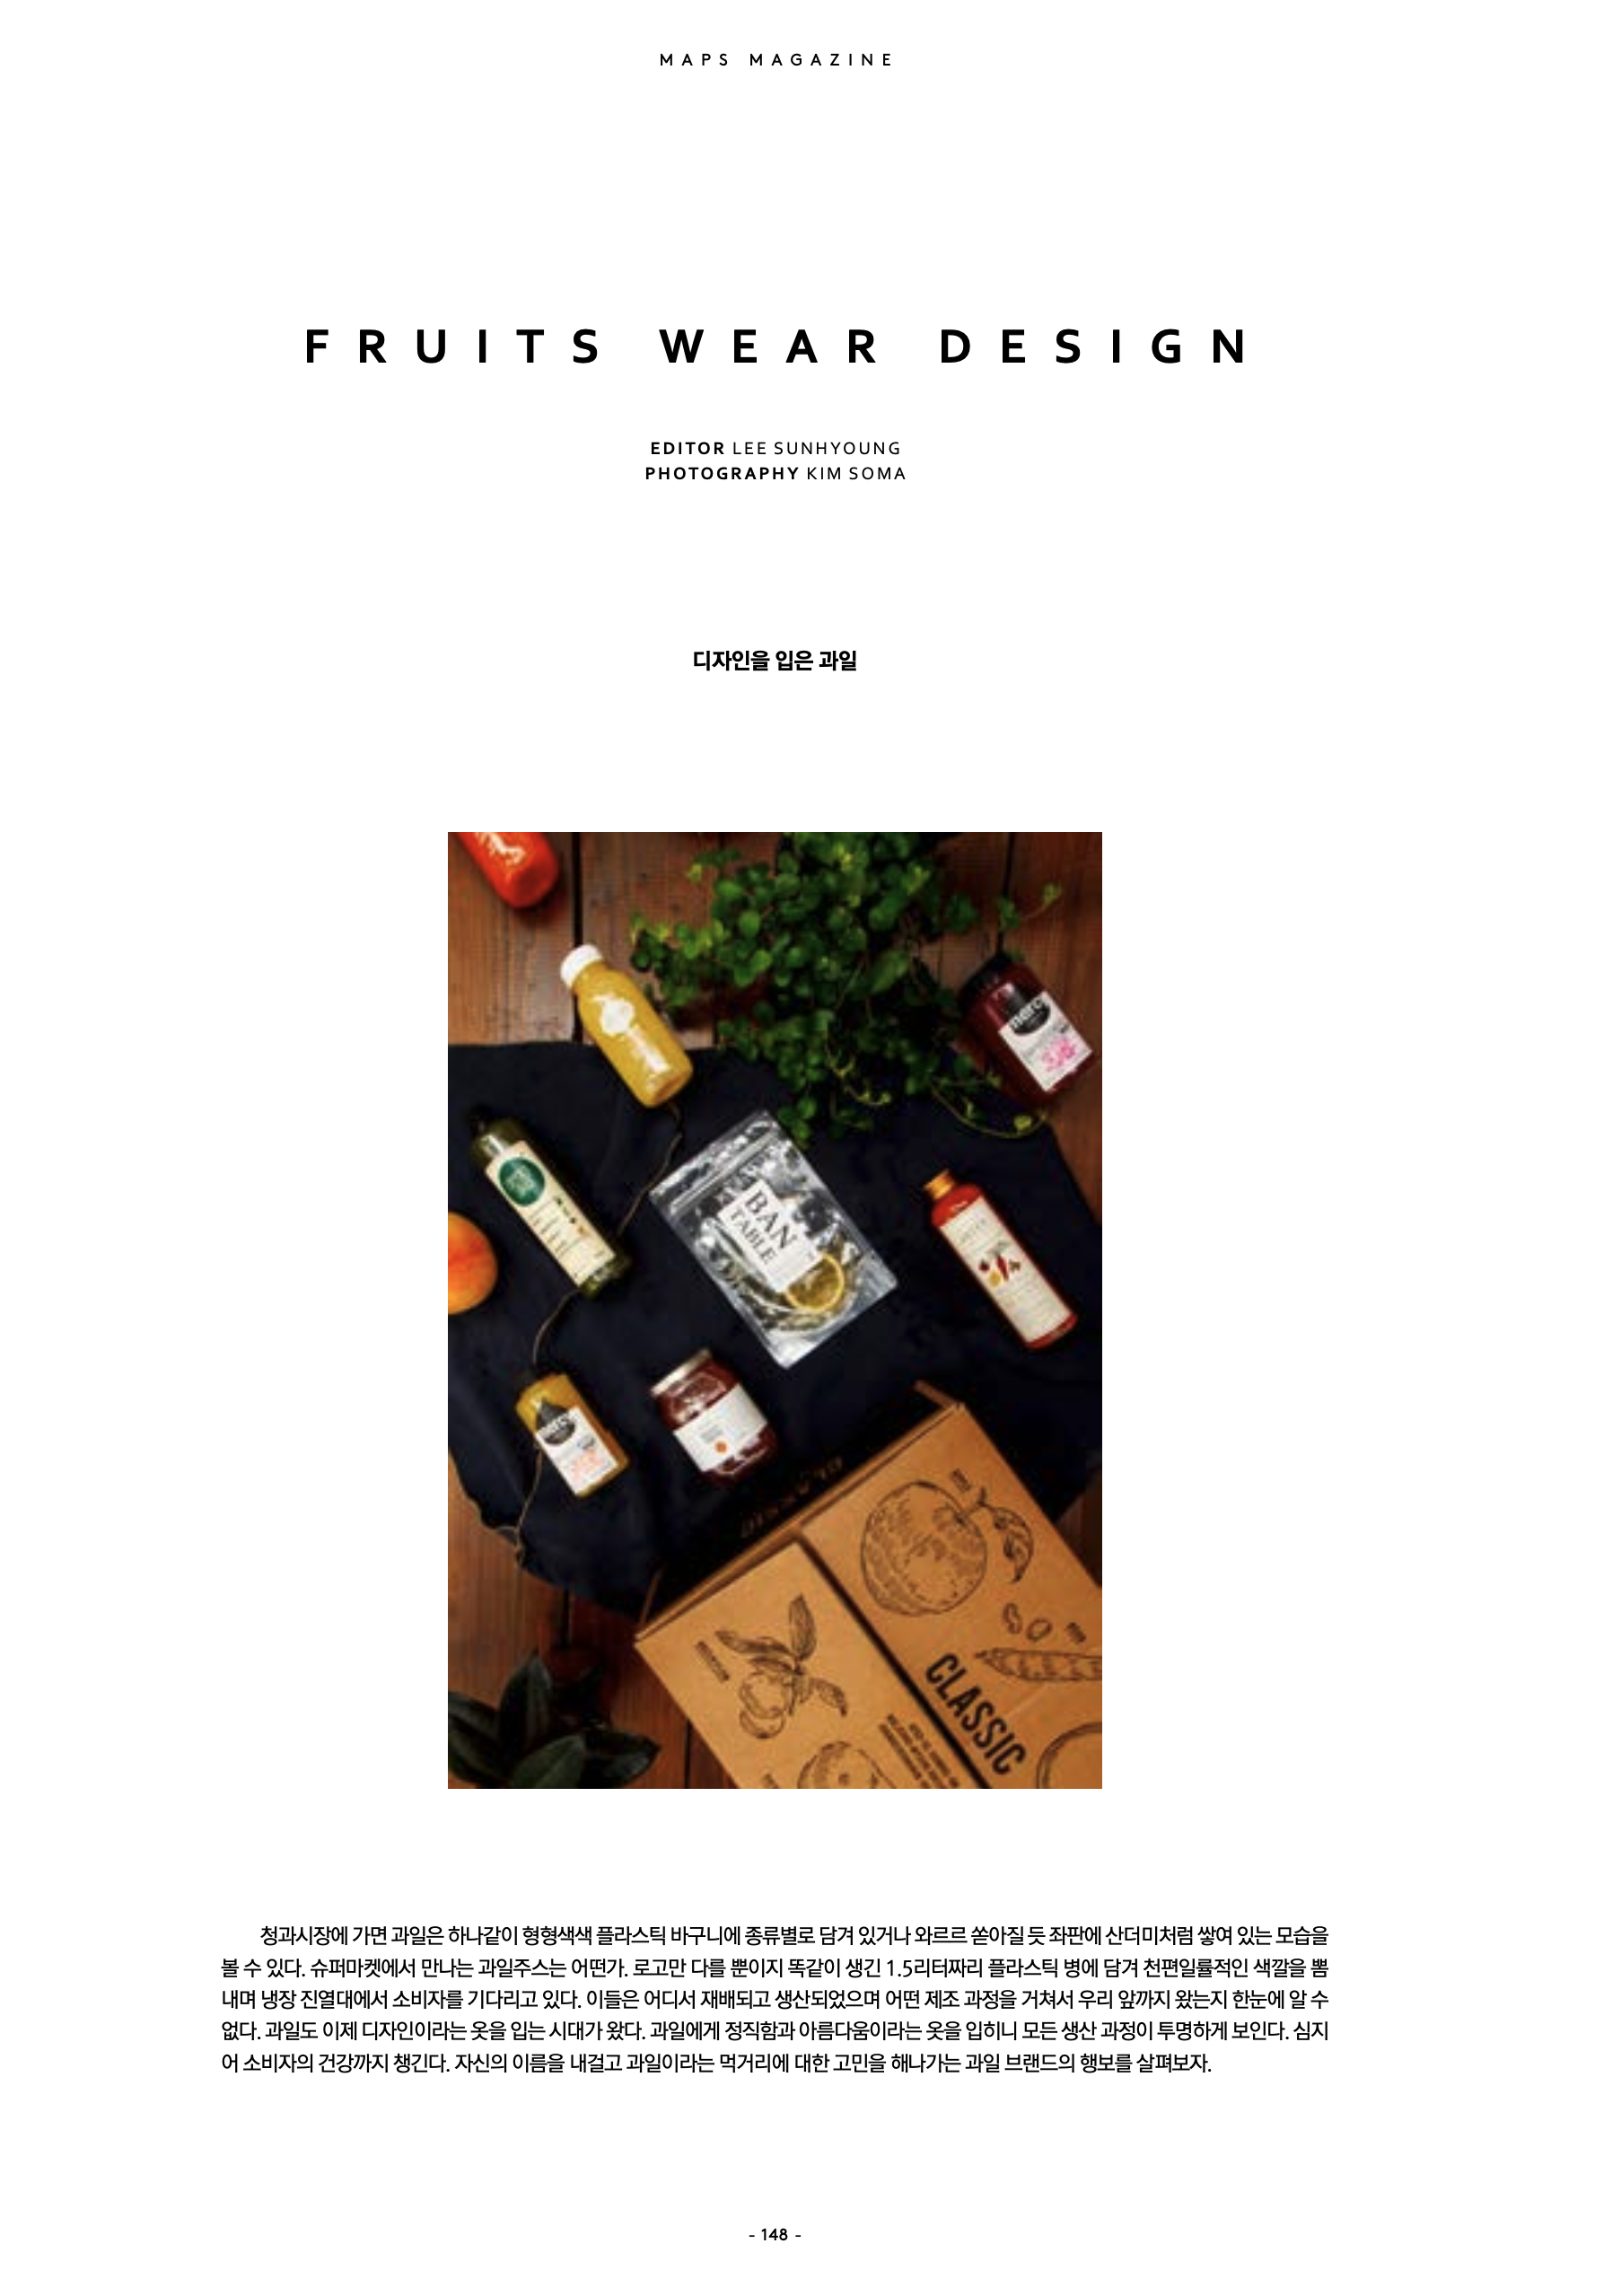 MAPS MAGAZINE
FRUITS WEAR DESIGN
EDITOR LEE SUNHYOUNG
PHOTOGRAPHY KIM SOMA
디자인을 입은 과일
BAN
TABLE
CLASSIC
CLASSIC
청과시장에 가면 과일은 하나같이 형형색색 플라스틱 바구니에 종류별로 담겨 있거나 와르르 쏟아질 듯 좌판에 산더미처럼 쌓여 있는 모습을
볼 수 있다. 슈퍼마켓에서 만나는 과일주스는 어떤가. 로고만 다를 뿐이지 똑같이 생긴 1.5리터짜리 플라스틱 병에 담겨 천편일률적인 색깔을 뽐
내며 냉장 진열대에서 소비자를 기다리고 있다. 이들은 어디서 재배되고 생산되었으며 어떤 제조 과정을 거쳐서 우리 앞까지 왔는지 한눈에 알 수
없다. 과일도 이제 디자인이라는 옷을 입는 시대가 왔다. 과일에게 정직함과 아름다움이라는 옷을 입히니 모든 생산 과정이 투명하게 보인다. 심지
어 소비자의 건강까지 챙긴다. 자신의 이름을 내걸고 과일이라는 먹거리에 대한 고민을 해나가는 과일 브랜드의 행보를 살펴보자.
- 148 -